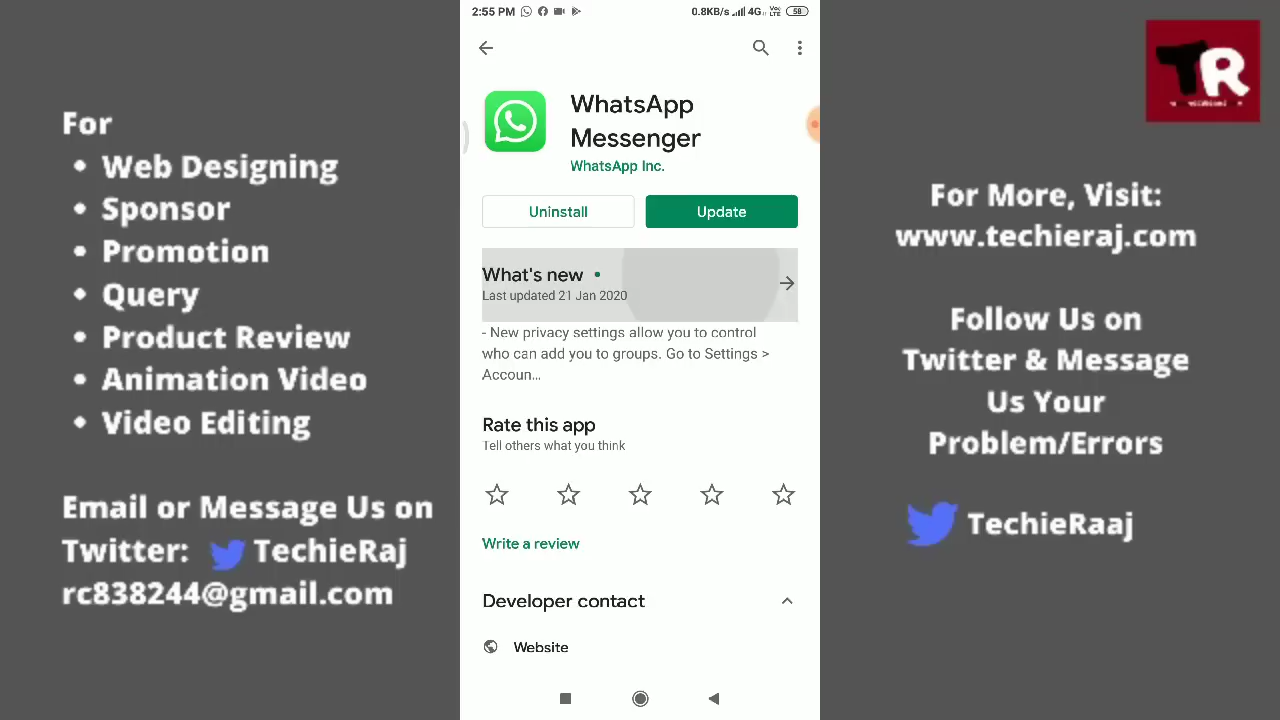 For
• Web Designing
• Sponsor
• Promotion
• Query
• Product Review
• Animation Video
• Video Editing
Email or Message Us on
Twitter: TechieRaj
rc838244@gmail.com
2:55 PM
0.8KB/s 4G Vo LTE 58
WhatsApp
Messenger
WhatsApp Inc.
Uninstall
Update
What's new •
Last updated 21 Jan 2020
- New privacy settings allow you to control
who can add you to groups. Go to Settings >
Accoun...
Rate this app
Tell others what you think
Write a review
Developer contact
Website
TR
For More, Visit:
www.techieraj.com
Follow Us on
Twitter & Message
Us Your
Problem/Errors
TechieRaaj